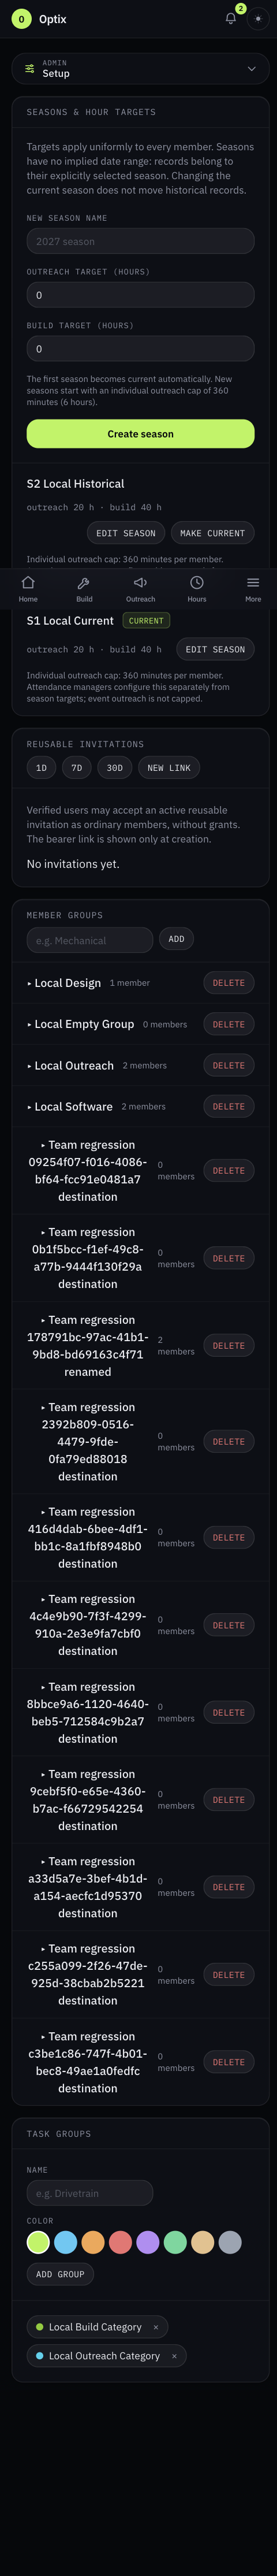 O Optix 2
ADMIN
Setup
SEASONS & HOUR TARGETS
Targets apply uniformly to every member. Seasons
have no implied date range: records belong to
their explicitly selected season. Changing the
current season does not move historical records.
NEW SEASON NAME
2027 season
OUTREACH TARGET (HOURS)
0
BUILD TARGET (HOURS)
0
The first season becomes current automatically. New
seasons start with an individual outreach cap of 360
minutes (6 hours).
Create season
S2 Local Historical
outreach 20 h · build 40 h
EDIT SEASON MAKE CURRENT
Individual outreach cap: 360 minutes per member.
Home Build Outreach Hours More
S1 Local Current CURRENT
outreach 20 h · build 40 h EDIT SEASON
Individual outreach cap: 360 minutes per member.
Attendance managers configure this separately from
season targets; event outreach is not capped.
REUSABLE INVITATIONS
1D 7D 30D NEW LINK
Verified users may accept an active reusable
invitation as ordinary members, without grants.
The bearer link is shown only at creation.
No invitations yet.
MEMBER GROUPS
e.g. Mechanical ADD
▸ Local Design 1 member DELETE
▸ Local Empty Group 0 members DELETE
▸ Local Outreach 2 members DELETE
▸ Local Software 2 members DELETE
▸ Team regression
09254f07-f016-4086-
bf64-fcc91e0481a7
destination
0
members
DELETE
▸ Team regression
0b1f5bcc-f1ef-49c8-
a77b-9444f130f29a
destination
0
members
DELETE
▸ Team regression
178791bc-97ac-41b1-
9bd8-bd69163c4f71
renamed
2
members
DELETE
▸ Team regression
2392b809-0516-
4479-9fde-
0fa79ed88018
destination
0
members
DELETE
▸ Team regression
416d4dab-6bee-4df1-
bb1c-8a1fbf8948b0
destination
0
members
DELETE
▸ Team regression
4c4e9b90-7f3f-4299-
910a-2e3e9fa7cbf0
destination
0
members
DELETE
▸ Team regression
8bbce9a6-1120-4640-
beb5-712584c9b2a7
destination
0
members
DELETE
▸ Team regression
9cebf5f0-e65e-4360-
b7ac-f66729542254
destination
0
members
DELETE
▸ Team regression
a33d5a7e-3bef-4b1d-
a154-aecfc1d95370
destination
0
members
DELETE
▸ Team regression
c255a099-2f26-47de-
925d-38cbab2b5221
destination
0
members
DELETE
▸ Team regression
c3be1c86-747f-4b01-
bec8-49ae1a0fedfc
destination
0
members
DELETE
TASK GROUPS
NAME
e.g. Drivetrain
COLOR
ADD GROUP
Local Build Category ×
Local Outreach Category ×